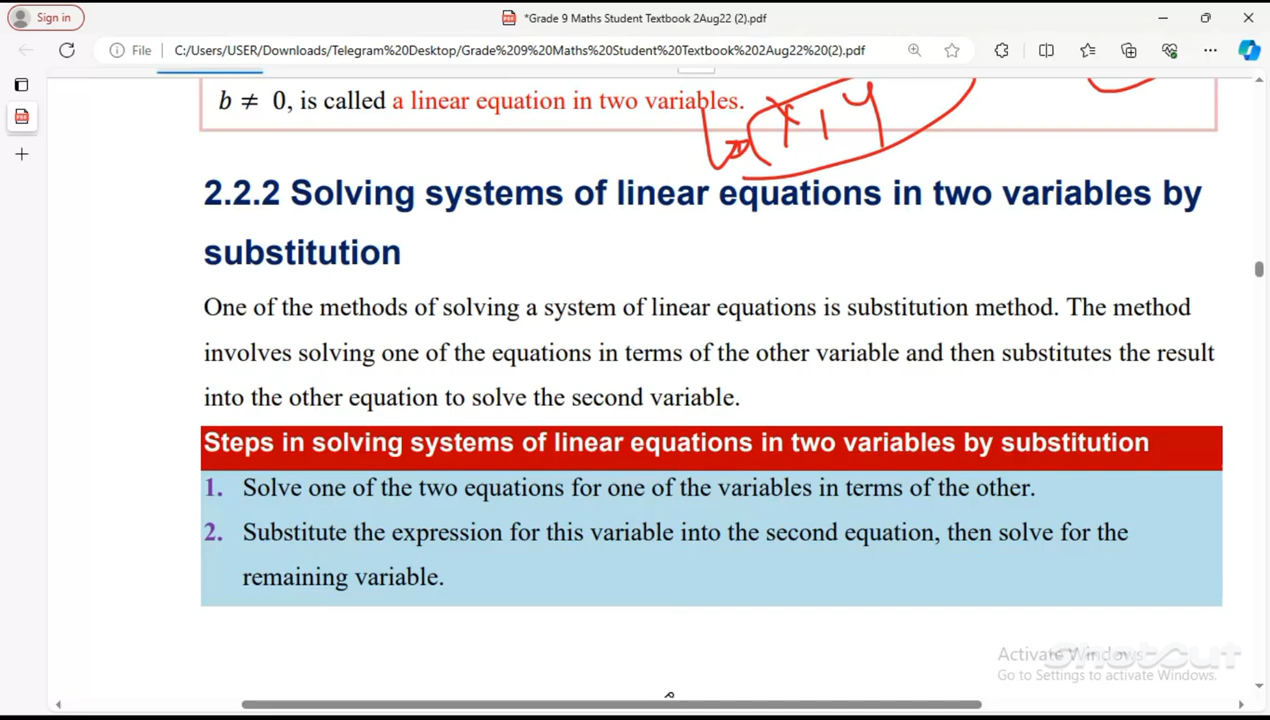 Sign in
*Grade 9 Maths Student Textbook 2Aug22 (2).pdf
File
C:/Users/USER/Downloads/Telegram%20Desktop/Grade%209%20Maths%20Student%20Textbook%202Aug22%20(2).pdf
b ≠ 0, is called a linear equation in two variables.
x, y
2.2.2 Solving systems of linear equations in two variables by
substitution
One of the methods of solving a system of linear equations is substitution method. The method
involves solving one of the equations in terms of the other variable and then substitutes the result
into the other equation to solve the second variable.
Steps in solving systems of linear equations in two variables by substitution
1. Solve one of the two equations for one of the variables in terms of the other.
2. Substitute the expression for this variable into the second equation, then solve for the
remaining variable.
Activate Windows
Shotcut
Go to Settings to activate Windows.